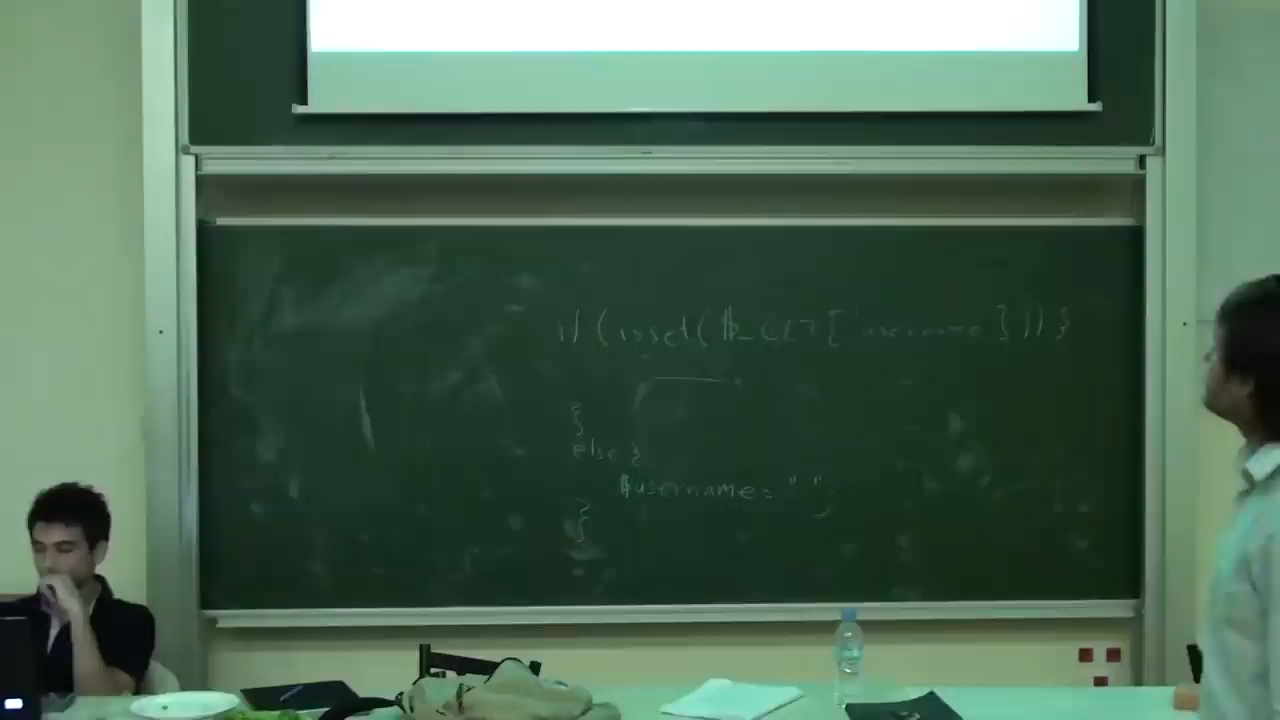 if (isset($_GET['username'])){
}
else {
$username = " ";
}